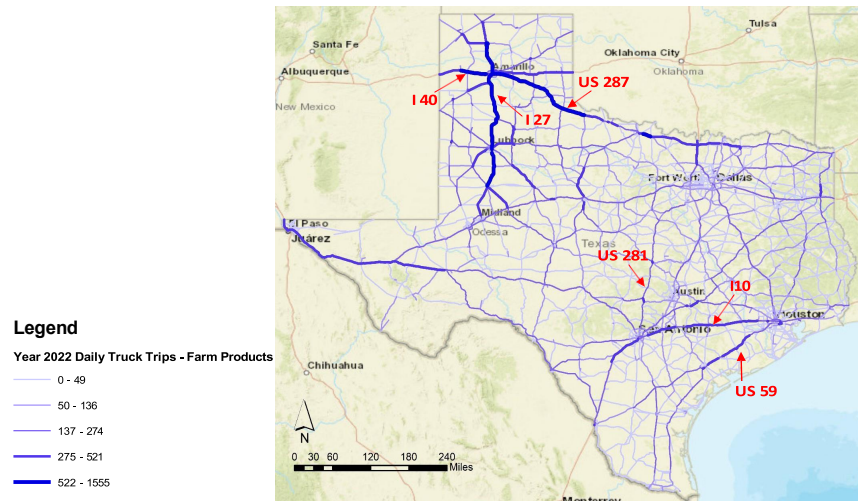 Tulsa
Santa Fe
Oklahoma City
Albuquerque
Amarillo
Oklahoma
I 40
US 287
New Mexico
I 27
Lubbock
Fort Worth
Dallas
Midland
El Paso
Juárez
Odessa
Texas
US 281
Austin
I10
Houston
San Antonio
Legend
Year 2022 Daily Truck Trips - Farm Products
0 - 49
50 - 136
137 - 274
275 - 521
522 - 1555
Chihuahua
US 59
N
0 30 60 120 180 240
Miles
Monterrey